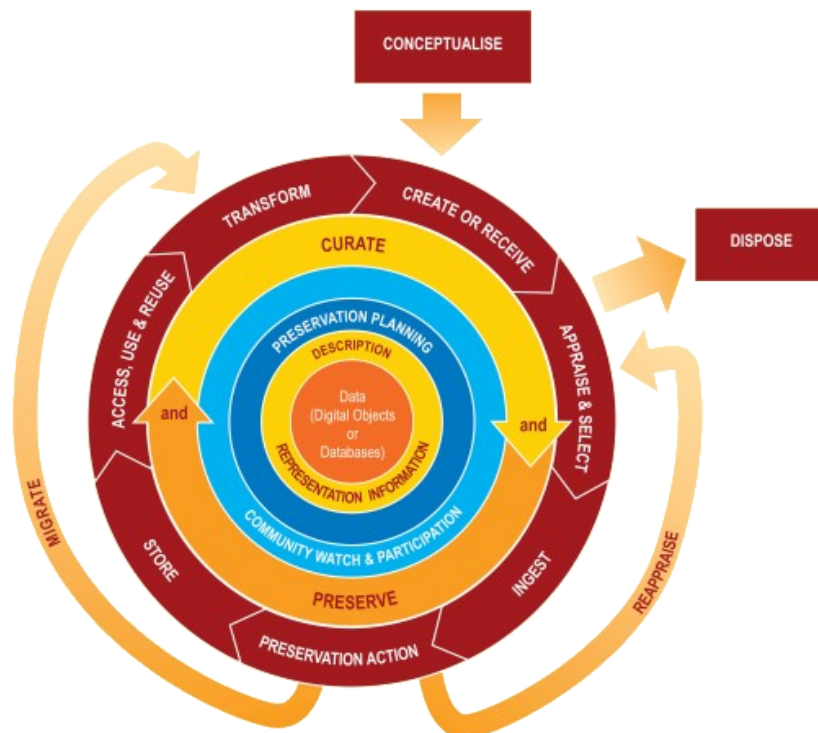 CONCEPTUALISE
DISPOSE
TRANSFORM
CREATE OR RECEIVE
APPRAISE & SELECT
INGEST
PRESERVATION ACTION
STORE
ACCESS, USE & REUSE
MIGRATE
REAPPRAISE
CURATE
and
PRESERVE
and
COMMUNITY WATCH & PARTICIPATION
PRESERVATION PLANNING
DESCRIPTION
REPRESENTATION INFORMATION
Data
(Digital Objects
or
Databases)